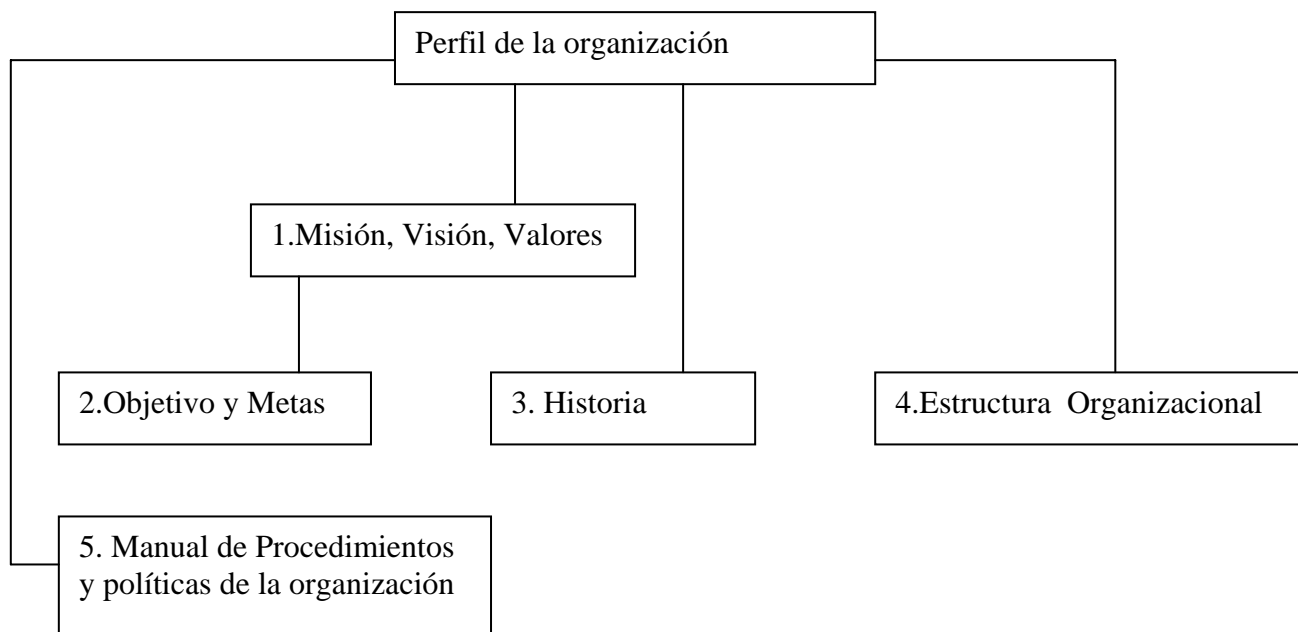 Perfil de la organización
1.Misión, Visión, Valores
2.Objetivo y Metas
3. Historia
4.Estructura Organizacional
5. Manual de Procedimientos
y políticas de la organización